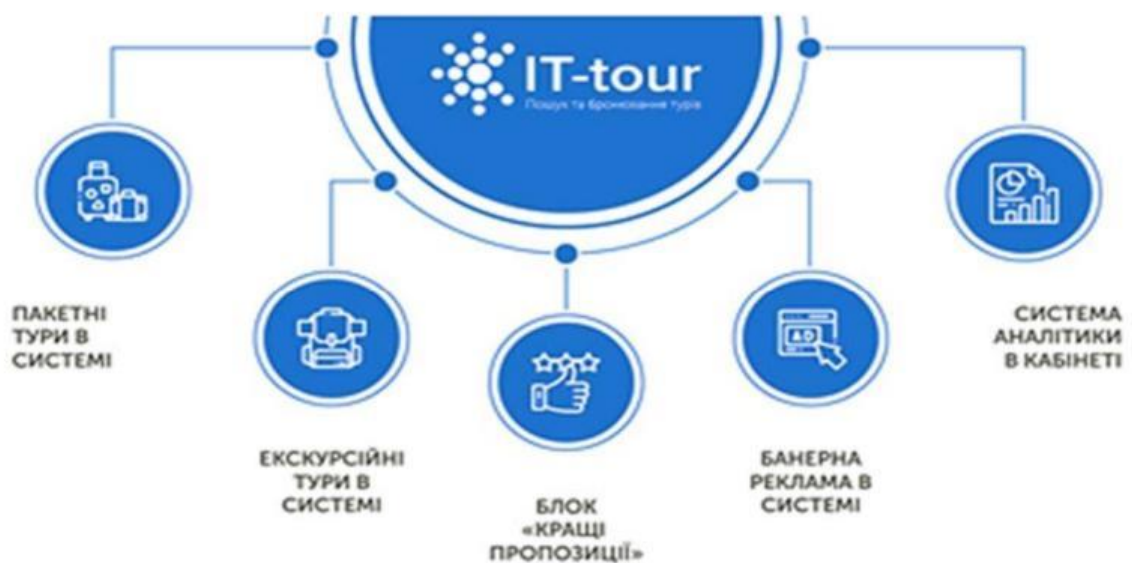 IT-tour
Пошук та бронювання турів
ПАКЕТНІ
ТУРИ В
СИСТЕМІ
ЕКСКУРСІЙНІ
ТУРИ В
СИСТЕМІ
БЛОК
«КРАЩІ
ПРОПОЗИЦІЇ»
AD
БАНЕРНА
РЕКЛАМА В
СИСТЕМІ
СИСТЕМА
АНАЛІТИКИ
В КАБІНЕТІ